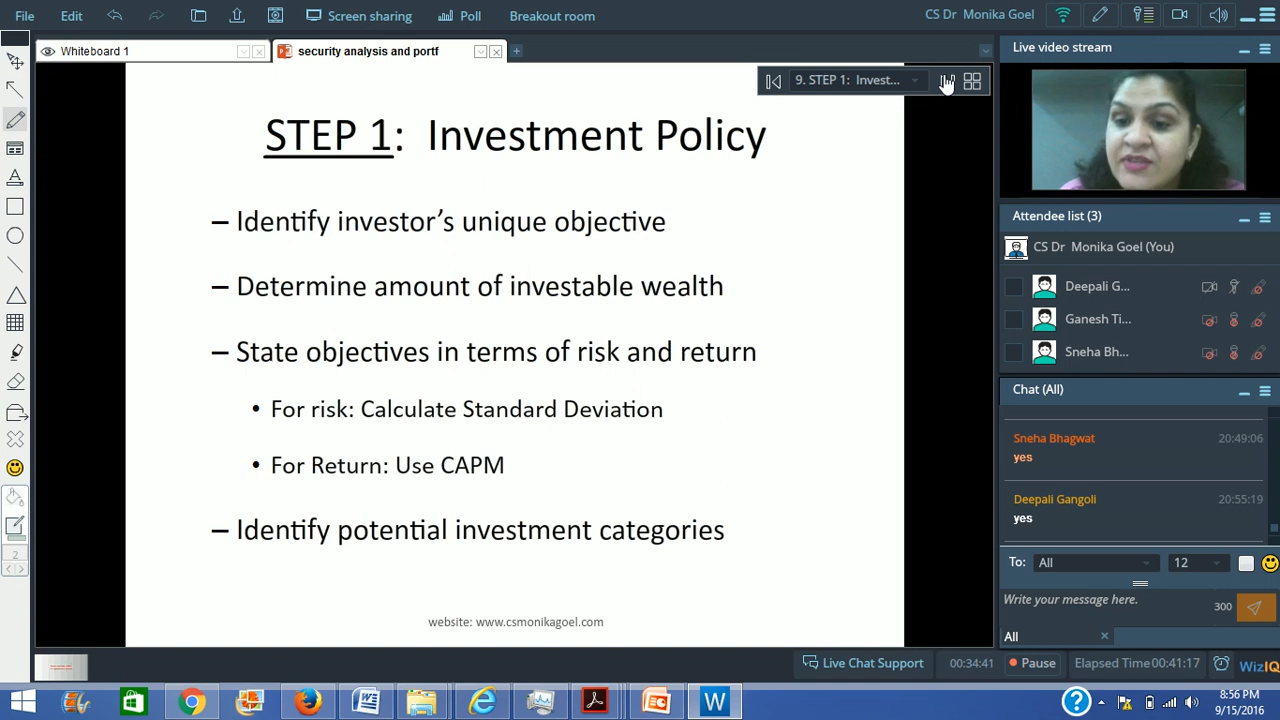 File Edit Screen sharing Poll Breakout room CS Dr Monika Goel
Whiteboard 1 security analysis and portf
9. STEP 1: Invest...
STEP 1: Investment Policy
– Identify investor's unique objective
– Determine amount of investable wealth
– State objectives in terms of risk and return
• For risk: Calculate Standard Deviation
• For Return: Use CAPM
– Identify potential investment categories
website: www.csmonikagoel.com
Live video stream
Attendee list (3)
CS Dr Monika Goel (You)
Deepali G...
Ganesh Ti...
Sneha Bh...
Chat (All)
Sneha Bhagwat 20:49:06
yes
Deepali Gangoli 20:55:19
yes
To: All 12
Write your message here. 300
All
2
Live Chat Support 00:34:41 Pause Elapsed Time 00:41:17 WizIQ
8:56 PM
9/15/2016